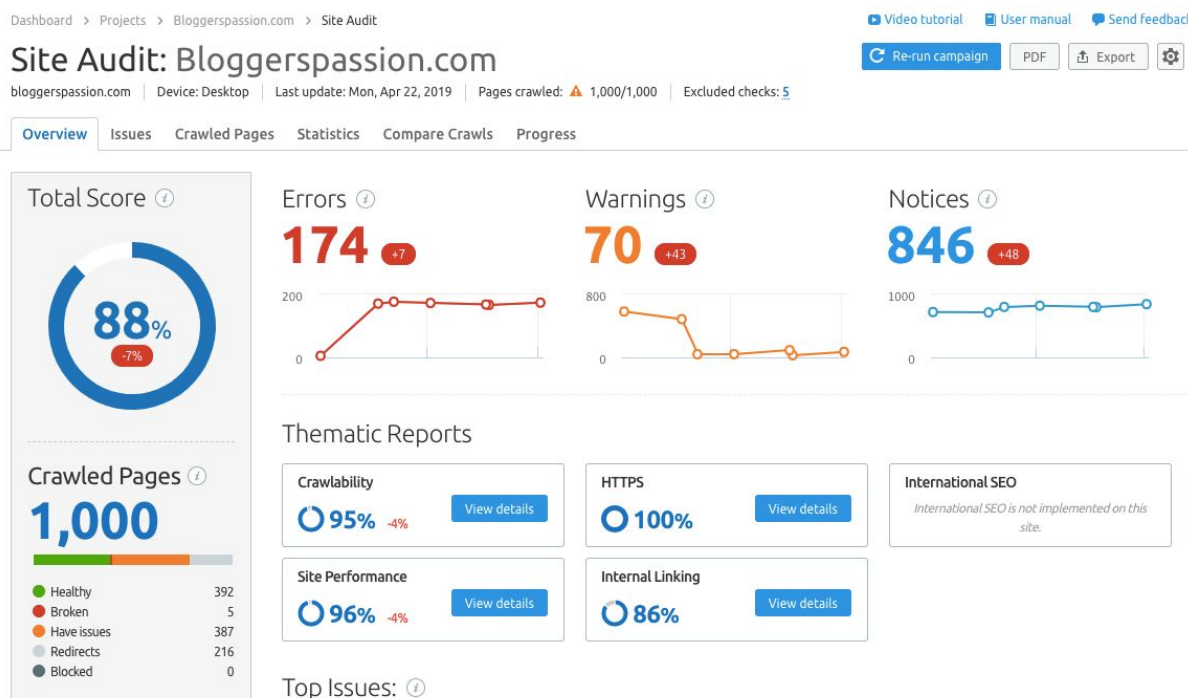 Dashboard > Projects > Bloggerspassion.com > Site Audit
Video tutorial User manual Send feedback
Site Audit: Bloggerspassion.com
Re-run campaign PDF Export
bloggerspassion.com Device: Desktop Last update: Mon, Apr 22, 2019 Pages crawled: 1,000/1,000 Excluded checks: 5
Overview Issues Crawled Pages Statistics Compare Crawls Progress
Total Score
88%
-7%
Errors
174 +7
200
0
Warnings
70 +43
800
0
Notices
846 +48
1000
0
Crawled Pages
1,000
Healthy 392
Broken 5
Have issues 387
Redirects 216
Blocked 0
Thematic Reports
Crawlability
95% -4% View details
HTTPS
100% View details
International SEO
International SEO is not implemented on this
site.
Site Performance
96% -4% View details
Internal Linking
86% View details
Top Issues: